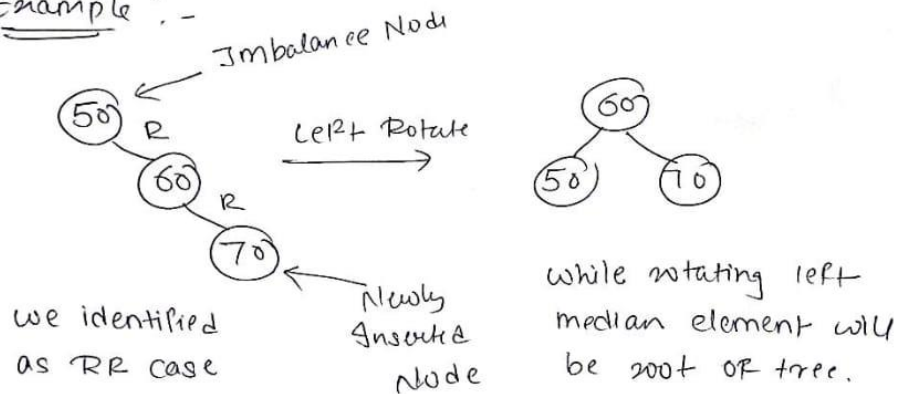 Example :-
Imbalance Node
50
R
Left Rotate
60
60
50
70
R
70
Newly
Inserted
Node
we identified
as RR case
while rotating left
median element will
be root of tree.